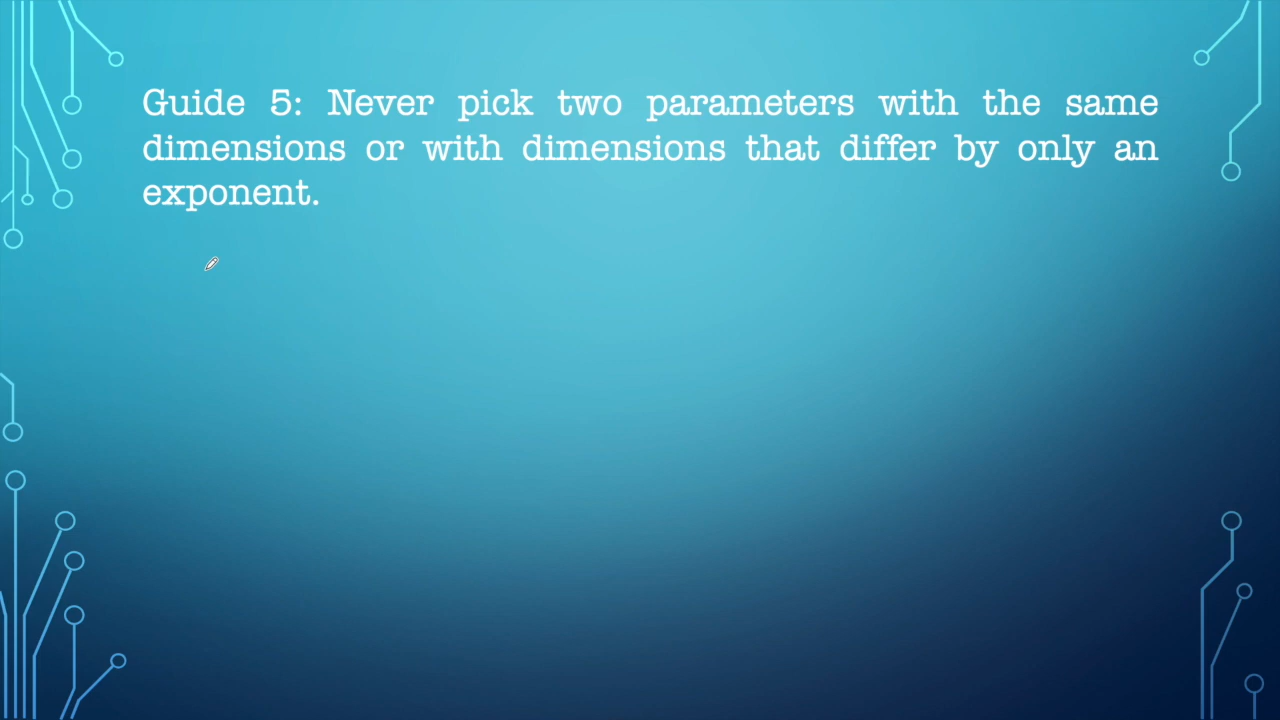 Guide 5: Never pick two parameters with the same
dimensions or with dimensions that differ by only an
exponent.